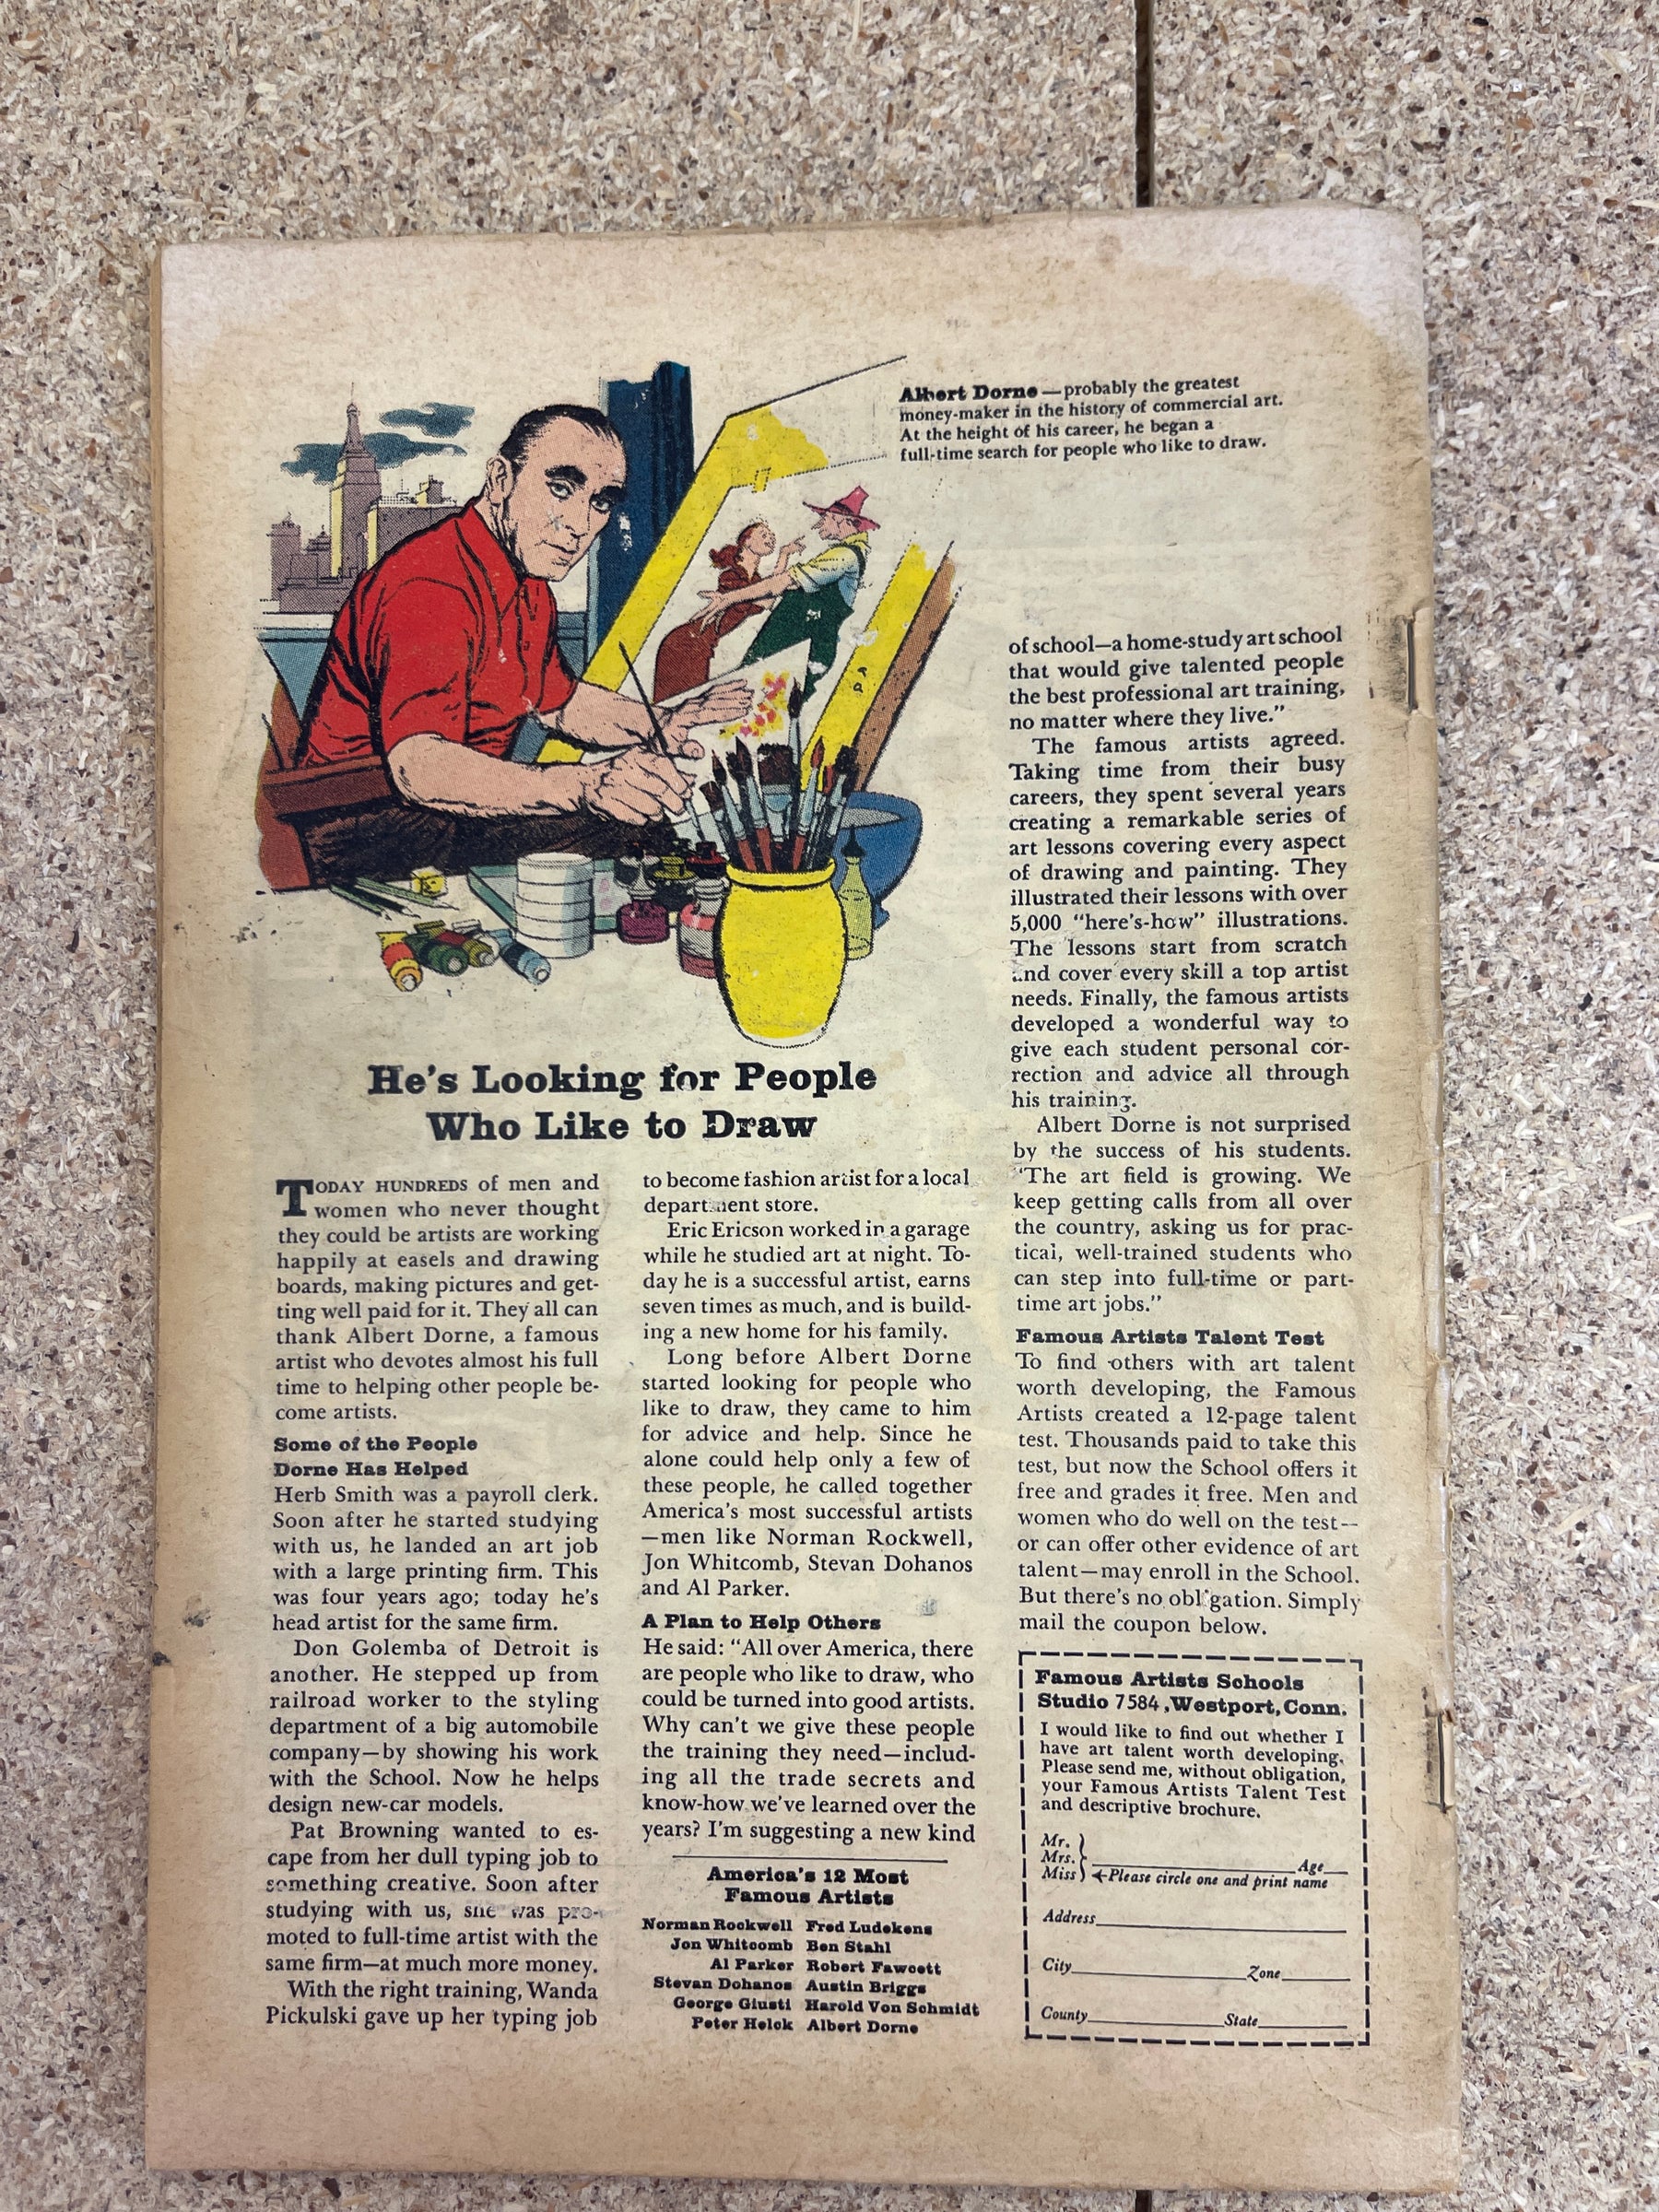 Albert Dorne—probably the greatest
money-maker in the history of commercial art.
At the height of his career, he began a
full-time search for people who like to draw.
He's Looking for People
Who Like to Draw
TODAY HUNDREDS of men and
women who never thought
they could be artists are working
happily at easels and drawing
boards, making pictures and get-
ting well paid for it. They all can
thank Albert Dorne, a famous
artist who devotes almost his full
time to helping other people be-
come artists.
Some of the People
Dorne Has Helped
Herb Smith was a payroll clerk.
Soon after he started studying
with us, he landed an art job
with a large printing firm. This
was four years ago; today he's
head artist for the same firm.
Don Golemba of Detroit is
another. He stepped up from
railroad worker to the styling
department of a big automobile
company—by showing his work
with the School. Now he helps
design new-car models.
Pat Browning wanted to es-
cape from her dull typing job to
something creative. Soon after
studying with us, she was pro-
moted to full-time artist with the
same firm—at much more money.
With the right training, Wanda
Pickulski gave up her typing job
to become fashion artist for a local
department store.
Eric Ericson worked in a garage
while he studied art at night. To-
day he is a successful artist, earns
seven times as much, and is build-
ing a new home for his family.
Long before Albert Dorne
started looking for people who
like to draw, they came to him
for advice and help. Since he
alone could help only a few of
these people, he called together
America's most successful artists
—men like Norman Rockwell,
Jon Whitcomb, Stevan Dohanos
and Al Parker.
A Plan to Help Others
He said: "All over America, there
are people who like to draw, who
could be turned into good artists.
Why can't we give these people
the training they need—includ-
ing all the trade secrets and
know-how we've learned over the
years? I'm suggesting a new kind
America's 12 Most
Famous Artists
Norman Rockwell Fred Ludekens
Jon Whitcomb Ben Stahl
Al Parker Robert Fawcett
Stevan Dohanos Austin Briggs
George Giusti Harold Von Schmidt
Peter Helck Albert Dorne
of school—a home-study art school
that would give talented people
the best professional art training,
no matter where they live."
The famous artists agreed.
Taking time from their busy
careers, they spent several years
creating a remarkable series of
art lessons covering every aspect
of drawing and painting. They
illustrated their lessons with over
5,000 "here's-how" illustrations.
The lessons start from scratch
and cover every skill a top artist
needs. Finally, the famous artists
developed a wonderful way to
give each student personal cor-
rection and advice all through
his training.
Albert Dorne is not surprised
by the success of his students.
"The art field is growing. We
keep getting calls from all over
the country, asking us for prac-
tical, well-trained students who
can step into full-time or part-
time art jobs."
Famous Artists Talent Test
To find others with art talent
worth developing, the Famous
Artists created a 12-page talent
test. Thousands paid to take this
test, but now the School offers it
free and grades it free. Men and
women who do well on the test—
or can offer other evidence of art
talent—may enroll in the School.
But there's no obligation. Simply
mail the coupon below.
Famous Artists Schools
Studio 7584, Westport, Conn.
I would like to find out whether I
have art talent worth developing.
Please send me, without obligation,
your Famous Artists Talent Test
and descriptive brochure.
Mr.
Mrs.
Miss
Age
Please circle one and print name
Address
City Zone
County State